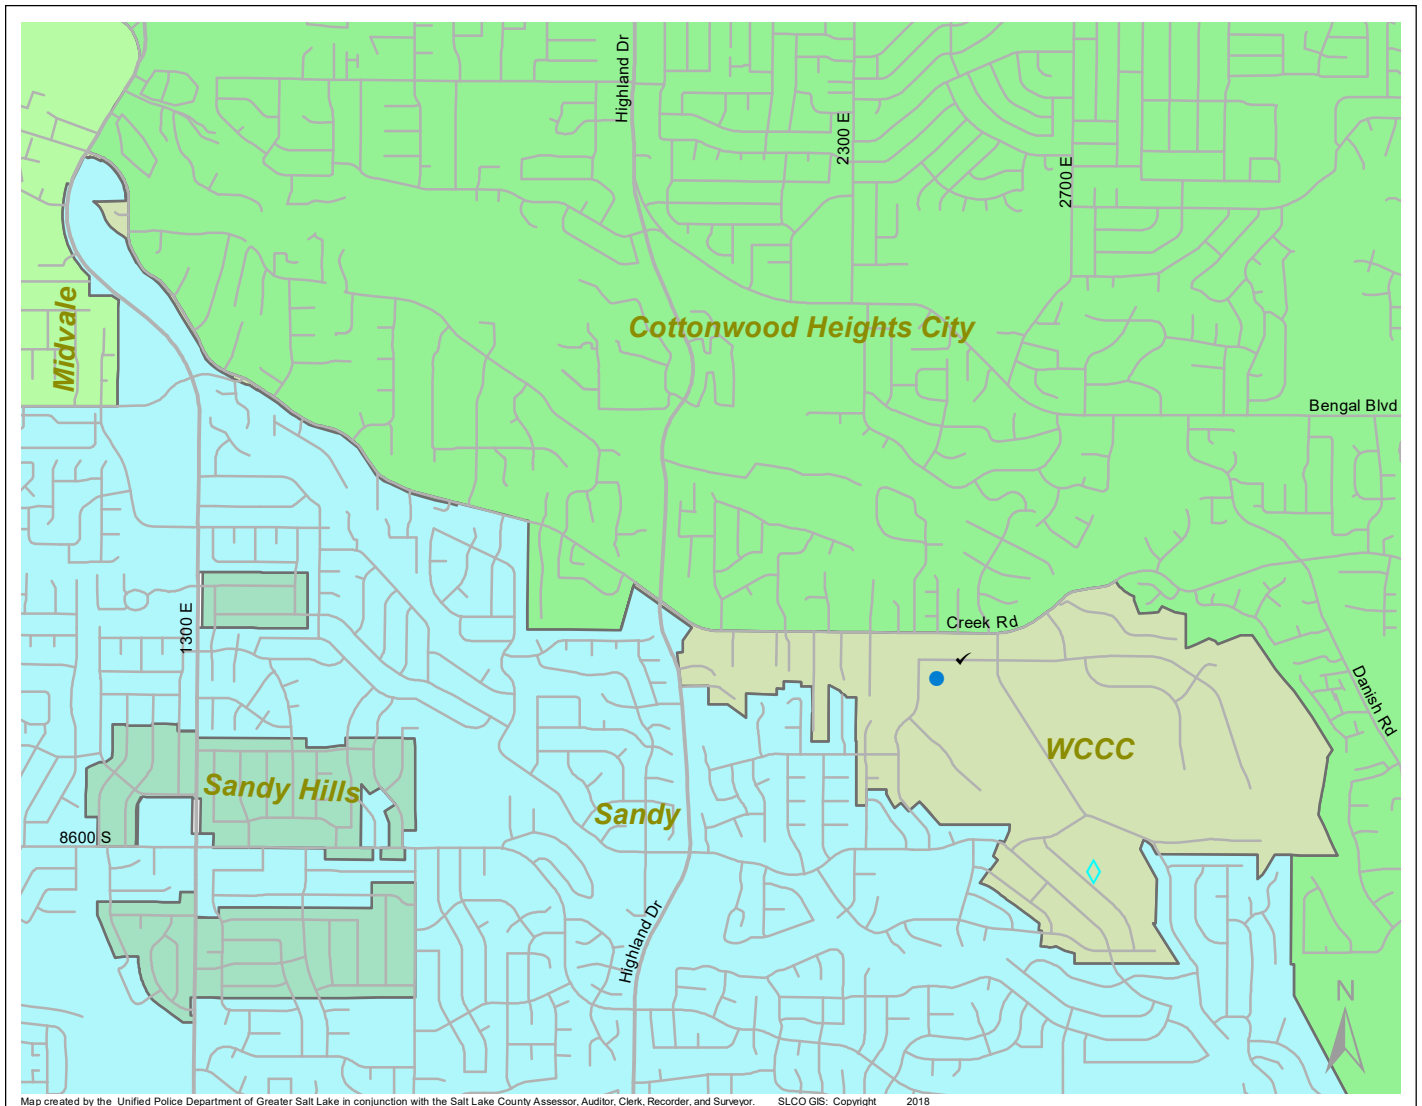 Highland Dr
2300 E
2700 E
Midvale
Cottonwood Heights City
Bengal Blvd
1300 E
Creek Rd
Danish Rd
WCCC
Sandy Hills
Sandy
8600 S
Highland Dr
N
Map created by the Unified Police Department of Greater Salt Lake in conjunction with the Salt Lake County Assessor, Auditor, Clerk, Recorder, and Surveyor. SLCO GIS: Copyright 2018